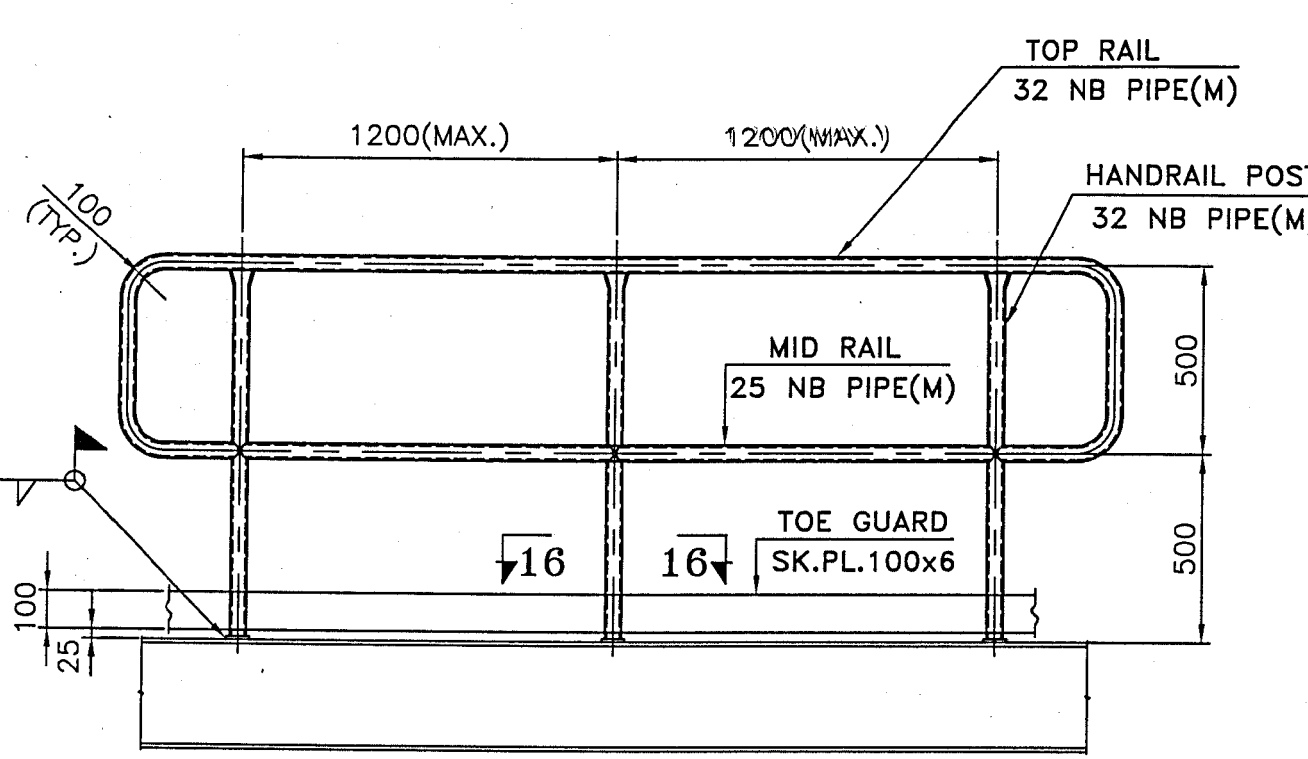 TOP RAIL
32 NB PIPE(M)
1200(MAX.)
1200(MAX.)
HANDRAIL POST
32 NB PIPE(M)
100
(TYP.)
MID RAIL
25 NB PIPE(M)
500
TOE GUARD
SK.PL.100x6
16
16
500
100
25